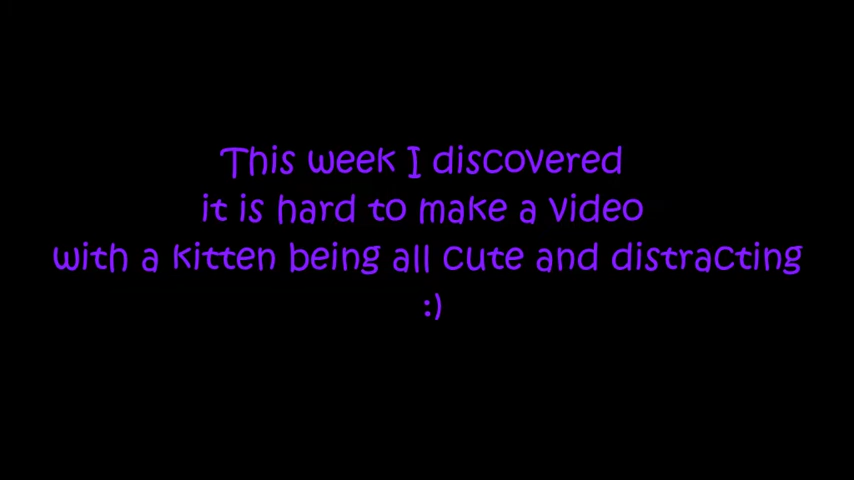 This week I discovered
it is hard to make a video
with a kitten being all cute and distracting
:)